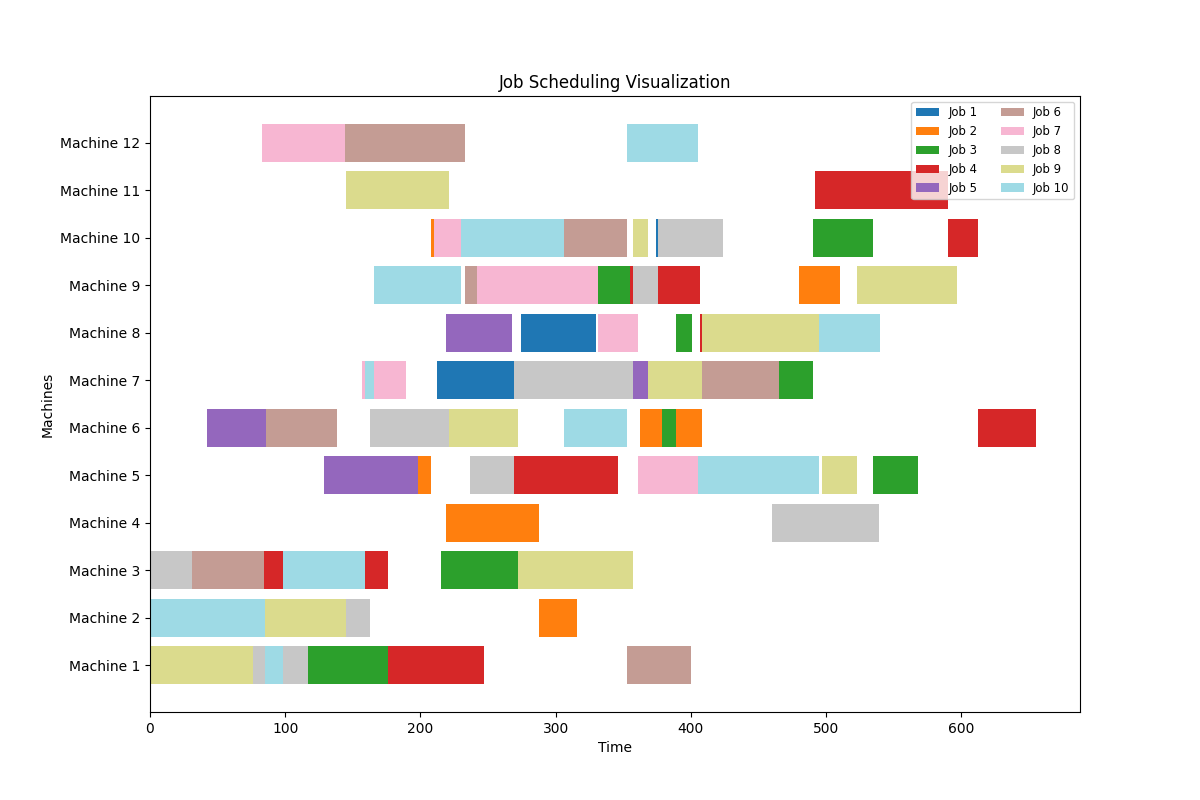 Job Scheduling Visualization
Job 1
Job 2
Job 3
Job 4
Job 5
Job 6
Job 7
Job 8
Job 9
Job 10
Machine 12
Machine 11
Machine 10
Machine 9
Machine 8
Machine 7
Machine 6
Machine 5
Machine 4
Machine 3
Machine 2
Machine 1
Machines
0 100 200 300 400 500 600
Time